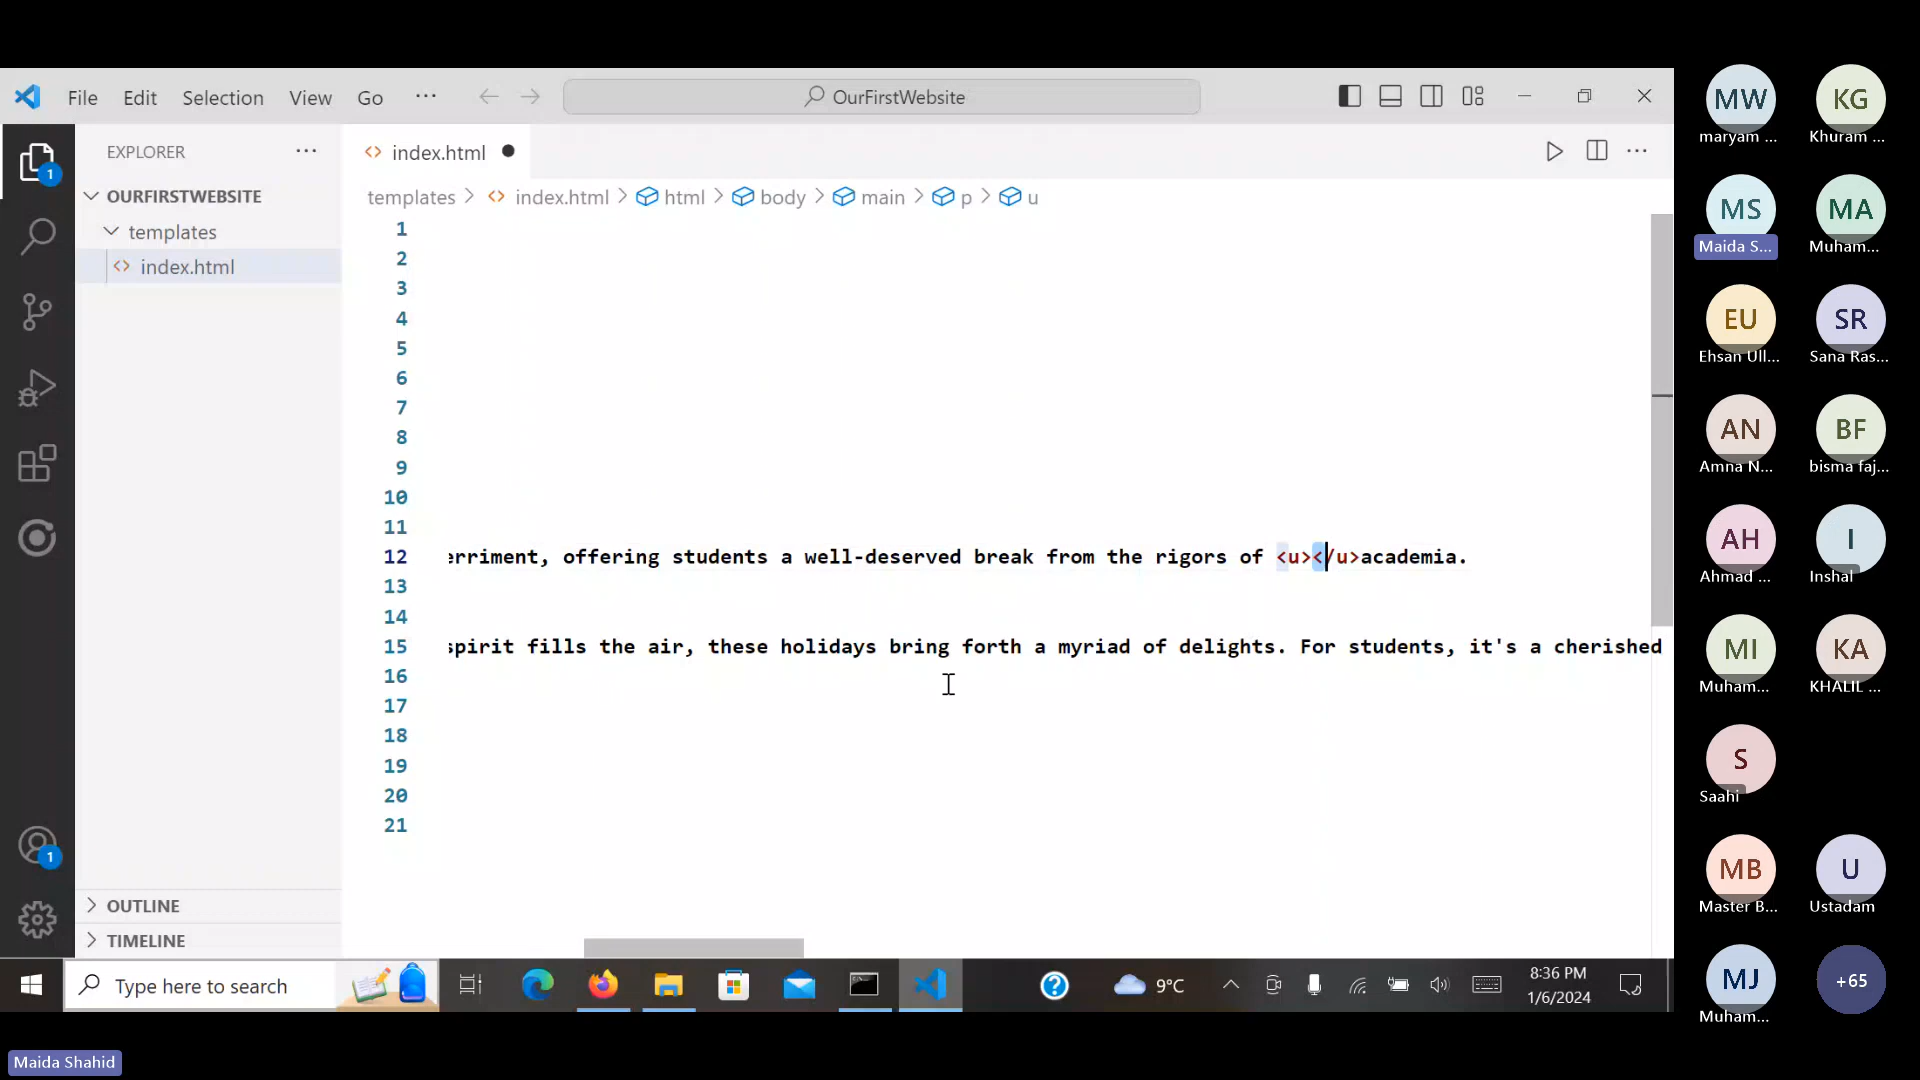 File Edit Selection View Go ··· OurFirstWebsite
EXPLORER ···
index.html
OURFIRSTWEBSITE
templates
index.html
templates > index.html > html > body > main > p > u
1
2
3
4
5
6
7
8
9
10
11
12 erriment, offering students a well-deserved break from the rigors of <u></u>academia.
13
14
15 spirit fills the air, these holidays bring forth a myriad of delights. For students, it's a cherished
16
17
18
19
20
21
1
1
OUTLINE
TIMELINE
Type here to search
9°C
8:36 PM
1/6/2024
MW KG
maryam ... Khuram ...
MS MA
Maida S... Muham...
EU SR
Ehsan Ull... Sana Ras...
AN BF
Amna N... bisma faj...
AH I
Ahmad ... Inshal
MI KA
Muham... KHALIL ...
S
Saahi
MB U
Master B... Ustadam
MJ +65
Muham...
Maida Shahid